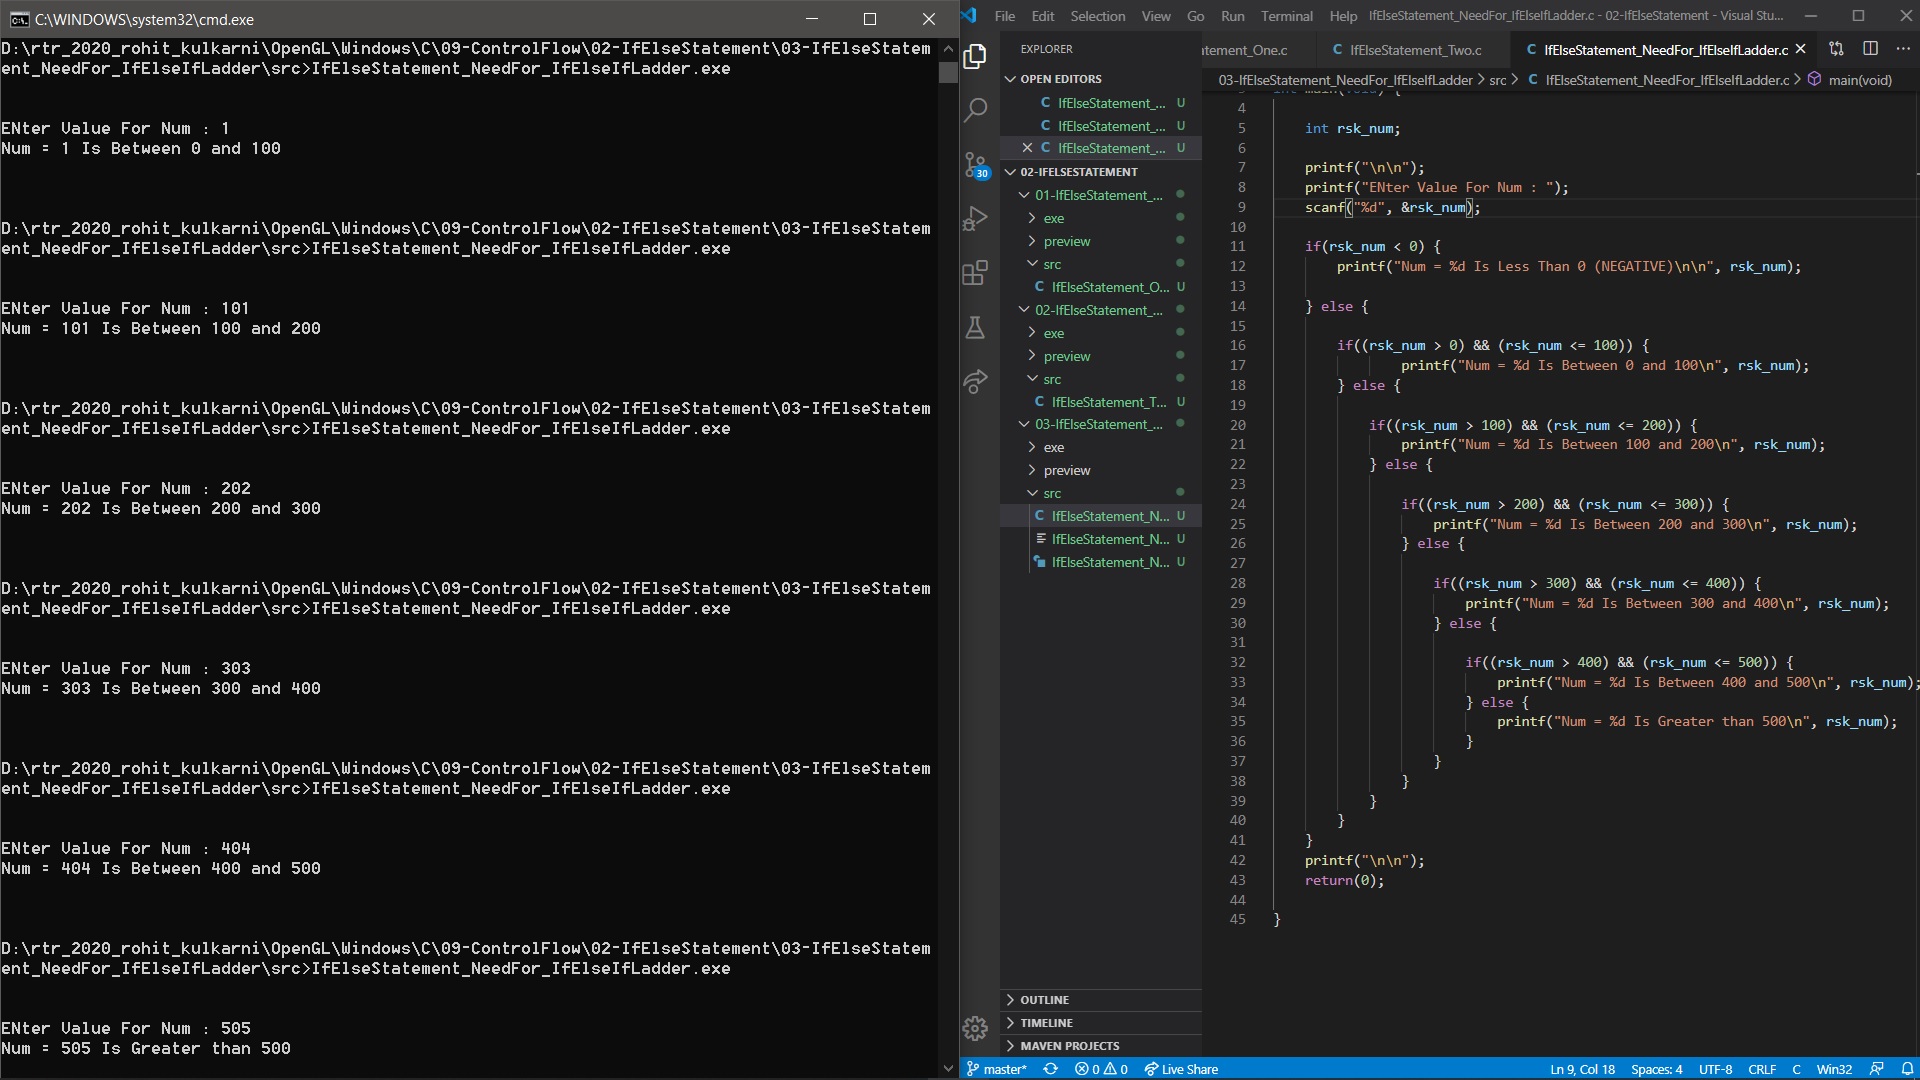 C:\WINDOWS\system32\cmd.exe
D:\rtr_2020_rohit_kulkarni\OpenGL\Windows\C\09-ControlFlow\02-IfElseStatement\03-IfElseStatem
ent_NeedFor_IfElseIfLadder\src>IfElseStatement_NeedFor_IfElseIfLadder.exe
ENter Value For Num : 1
Num = 1 Is Between 0 and 100
D:\rtr_2020_rohit_kulkarni\OpenGL\Windows\C\09-ControlFlow\02-IfElseStatement\03-IfElseStatem
ent_NeedFor_IfElseIfLadder\src>IfElseStatement_NeedFor_IfElseIfLadder.exe
ENter Value For Num : 101
Num = 101 Is Between 100 and 200
D:\rtr_2020_rohit_kulkarni\OpenGL\Windows\C\09-ControlFlow\02-IfElseStatement\03-IfElseStatem
ent_NeedFor_IfElseIfLadder\src>IfElseStatement_NeedFor_IfElseIfLadder.exe
ENter Value For Num : 202
Num = 202 Is Between 200 and 300
D:\rtr_2020_rohit_kulkarni\OpenGL\Windows\C\09-ControlFlow\02-IfElseStatement\03-IfElseStatem
ent_NeedFor_IfElseIfLadder\src>IfElseStatement_NeedFor_IfElseIfLadder.exe
ENter Value For Num : 303
Num = 303 Is Between 300 and 400
D:\rtr_2020_rohit_kulkarni\OpenGL\Windows\C\09-ControlFlow\02-IfElseStatement\03-IfElseStatem
ent_NeedFor_IfElseIfLadder\src>IfElseStatement_NeedFor_IfElseIfLadder.exe
ENter Value For Num : 404
Num = 404 Is Between 400 and 500
D:\rtr_2020_rohit_kulkarni\OpenGL\Windows\C\09-ControlFlow\02-IfElseStatement\03-IfElseStatem
ent_NeedFor_IfElseIfLadder\src>IfElseStatement_NeedFor_IfElseIfLadder.exe
ENter Value For Num : 505
Num = 505 Is Greater than 500
File Edit Selection View Go Run Terminal Help IfElseStatement_NeedFor_IfElseIfLadder.c - 02-IfElseStatement - Visual Stu...
EXPLORER
OPEN EDITORS
C IfElseStatement_... U
C IfElseStatement_... U
C IfElseStatement_... U
30
02-IFELSESTATEMENT
01-IfElseStatement_...
exe
preview
src
C IfElseStatement_O... U
02-IfElseStatement_...
exe
preview
src
C IfElseStatement_T... U
03-IfElseStatement_...
exe
preview
src
C IfElseStatement_N... U
IfElseStatement_N... U
IfElseStatement_N... U
OUTLINE
TIMELINE
MAVEN PROJECTS
tement_One.c C IfElseStatement_Two.c C IfElseStatement_NeedFor_IfElseIfLadder.c
03-IfElseStatement_NeedFor_IfElseIfLadder > src > C IfElseStatement_NeedFor_IfElseIfLadder.c > main(void)
3 int main(void) {
4
5 int rsk_num;
6
7 printf("\n\n");
8 printf("ENter Value For Num : ");
9 scanf("%d", &rsk_num);
10
11 if(rsk_num < 0) {
12 printf("Num = %d Is Less Than 0 (NEGATIVE)\n\n", rsk_num);
13
14 } else {
15
16 if((rsk_num > 0) && (rsk_num <= 100)) {
17 printf("Num = %d Is Between 0 and 100\n", rsk_num);
18 } else {
19
20 if((rsk_num > 100) && (rsk_num <= 200)) {
21 printf("Num = %d Is Between 100 and 200\n", rsk_num);
22 } else {
23
24 if((rsk_num > 200) && (rsk_num <= 300)) {
25 printf("Num = %d Is Between 200 and 300\n", rsk_num);
26 } else {
27
28 if((rsk_num > 300) && (rsk_num <= 400)) {
29 printf("Num = %d Is Between 300 and 400\n", rsk_num);
30 } else {
31
32 if((rsk_num > 400) && (rsk_num <= 500)) {
33 printf("Num = %d Is Between 400 and 500\n", rsk_num);
34 } else {
35 printf("Num = %d Is Greater than 500\n", rsk_num);
36 }
37 }
38 }
39 }
40 }
41 }
42 printf("\n\n");
43 return(0);
44
45 }
master* 0 0 Live Share Ln 9, Col 18 Spaces: 4 UTF-8 CRLF C Win32